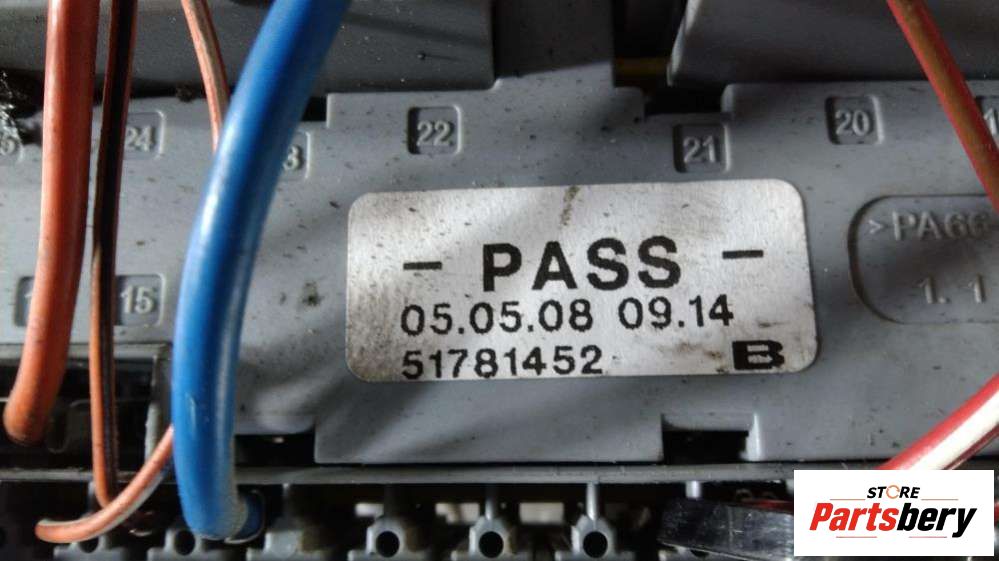 24
22
21
20
15
>PA66
1.1
- PASS -
05.05.08 09.14
51781452 B
STORE
Partsbery